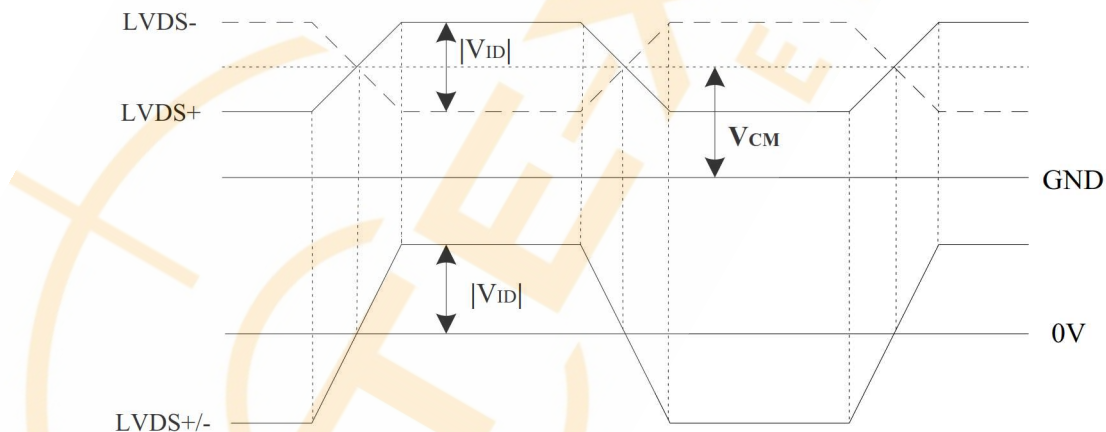 LVDS-
|VID|
LVDS+
VCM
GND
|VID|
0V
LVDS+/-